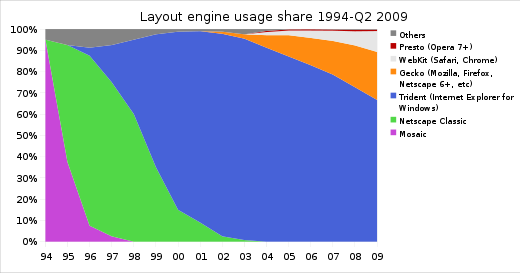 Layout engine usage share 1994-Q2 2009
100%
90%
80%
70%
60%
50%
40%
30%
20%
10%
0%
94 95 96 97 98 99 00 01 02 03 04 05 06 07 08 09
Others
Presto (Opera 7+)
WebKit (Safari, Chrome)
Gecko (Mozilla, Firefox,
Netscape 6+, etc)
Trident (Internet Explorer for
Windows)
Netscape Classic
Mosaic